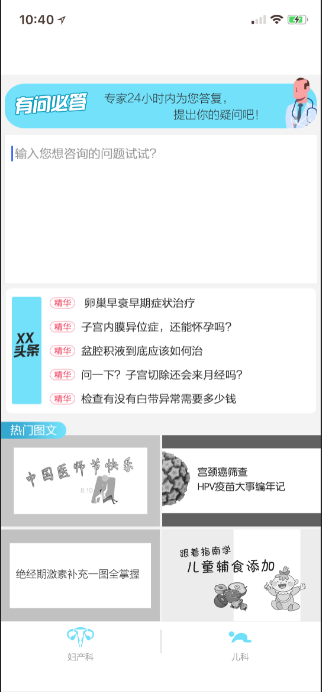 10:40
有问必答
专家24小时内为您答复，
提出你的疑问吧！
输入您想咨询的问题试试?
XX
头条
精华 卵巢早衰早期症状治疗
精华 子宫内膜异位症，还能怀孕吗?
精华 盆腔积液到底应该如何治
精华 问一下？子宫切除还会来月经吗?
精华 检查有没有白带异常需要多少钱
热门图文
中国医师节快乐
宫颈癌筛查
HPV疫苗大事编年记
绝经期激素补充一图全掌握
跟着指南学
儿童辅食添加
妇产科
儿科